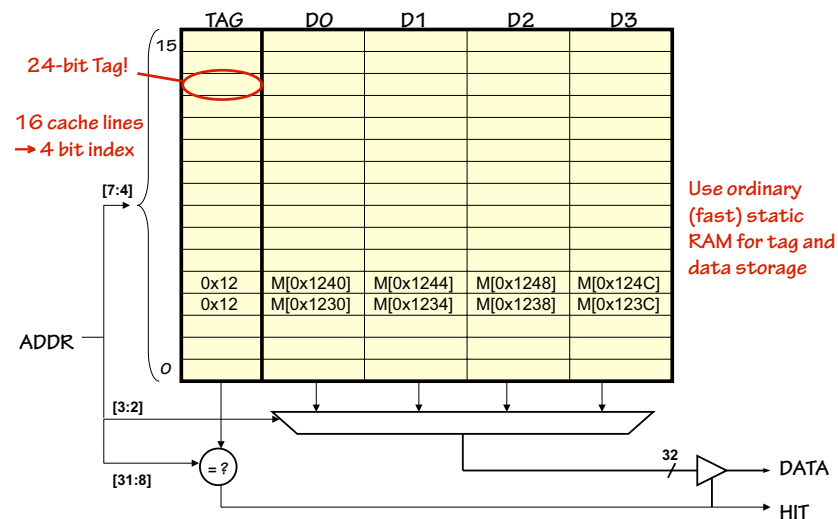 TAG D0 D1 D2 D3
15
24-bit Tag!
16 cache lines
→ 4 bit index
[7:4]
Use ordinary
(fast) static
RAM for tag and
data storage
0x12 M[0x1240] M[0x1244] M[0x1248] M[0x124C]
0x12 M[0x1230] M[0x1234] M[0x1238] M[0x123C]
ADDR
0
[3:2]
= ?
[31:8]
32
DATA
HIT